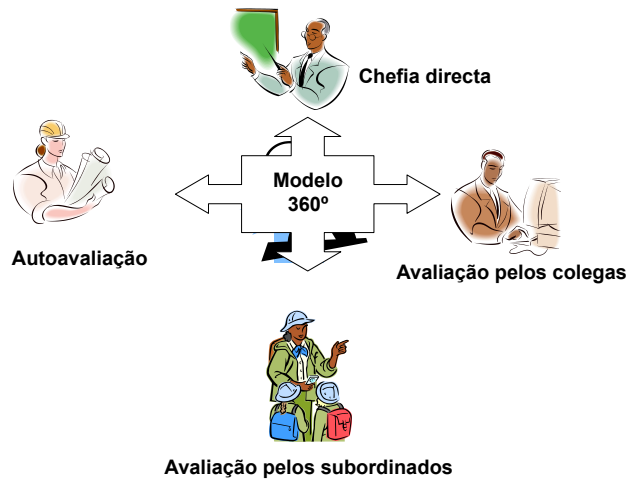 Chefia directa
Modelo
360º
Autoavaliação
Avaliação pelos colegas
Avaliação pelos subordinados